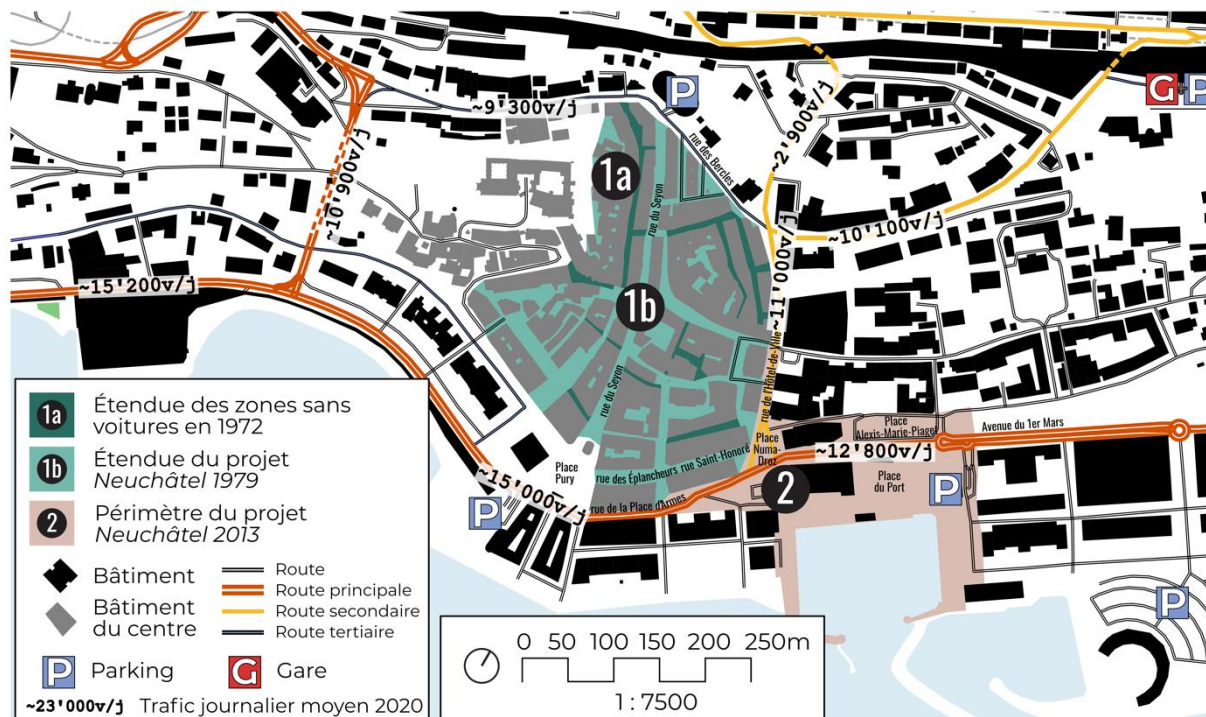 ~9'300v/j
P
G
P
~2'900v/j
rue des Bercles
1a
rue du Seyon
~10'900v/j
~10'100v/j
~11'000v/j
~15'200v/j
1b
rue de l'Hôtel-de-Ville
rue du Seyon
Place
Alexis-Marie-Piaget
Avenue du 1er Mars
Place
Numa-
Droz
~12'800v/j
rue des Éplancheurs
rue Saint-Honoré
Place
Pury
~15'000v/j
2
Place
du Port
P
P
rue de la Place d'Armes
P
1a Étendue des zones sans
voitures en 1972
1b Étendue du projet
Neuchâtel 1979
2 Périmètre du projet
Neuchâtel 2013
Bâtiment
Bâtiment
du centre
Route
Route principale
Route secondaire
Route tertiaire
P Parking
G Gare
~23'000v/j Trafic journalier moyen 2020
0 50 100 150 200 250m
1 : 7500